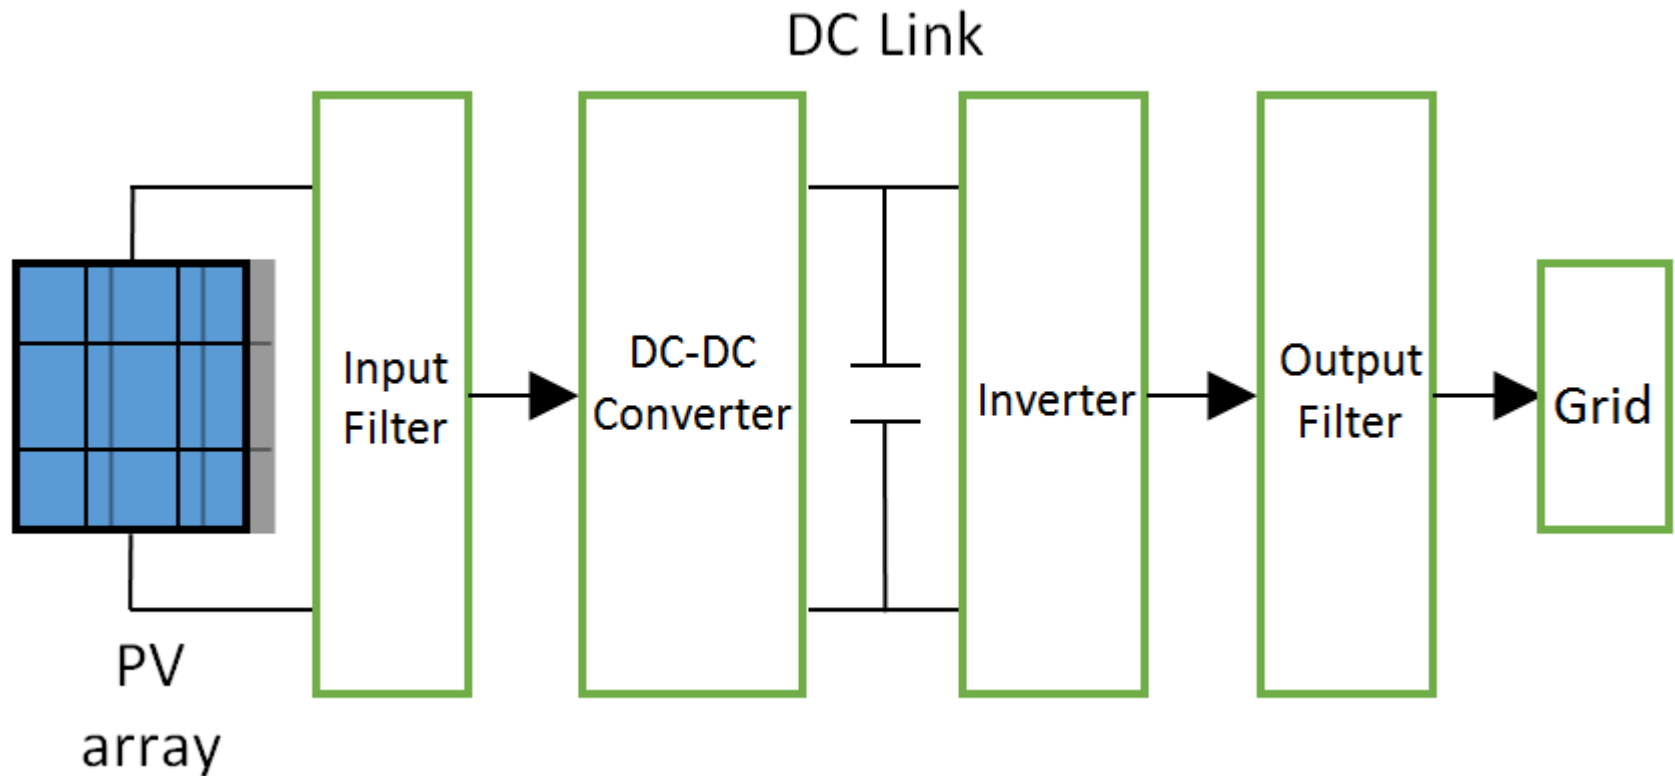 DC Link
PV
array
Input
Filter
DC-DC
Converter
Inverter
Output
Filter
Grid